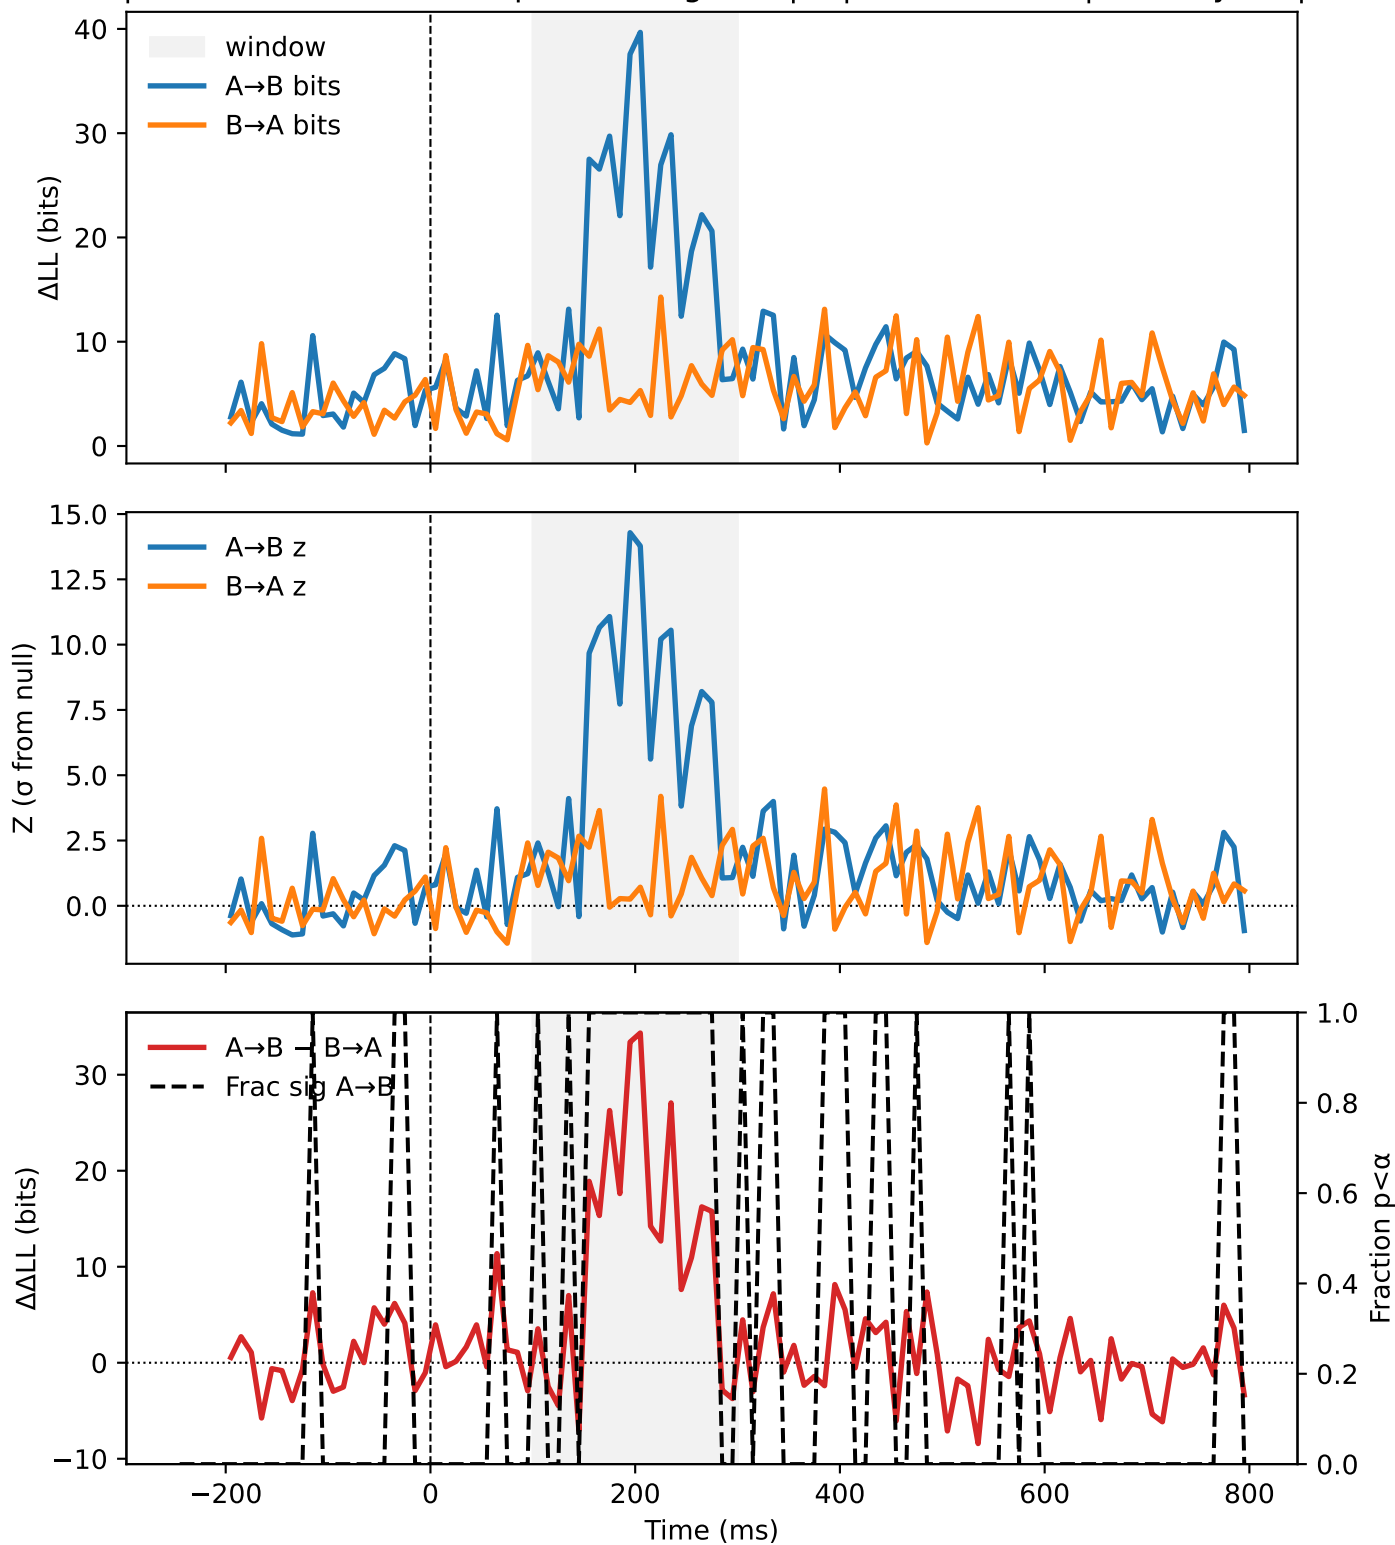 40
30
20
10
0
ΔLL (bits)
window
A→B bits
B→A bits
15.0
12.5
10.0
7.5
5.0
2.5
0.0
Z (σ from null)
A→B z
B→A z
30
20
10
0
−10
ΔΔLL (bits)
A→B − B→A
Frac sig A→B
1.0
0.8
0.6
0.4
0.2
0.0
Fraction p<α
−200 0 200 400 600 800
Time (ms)